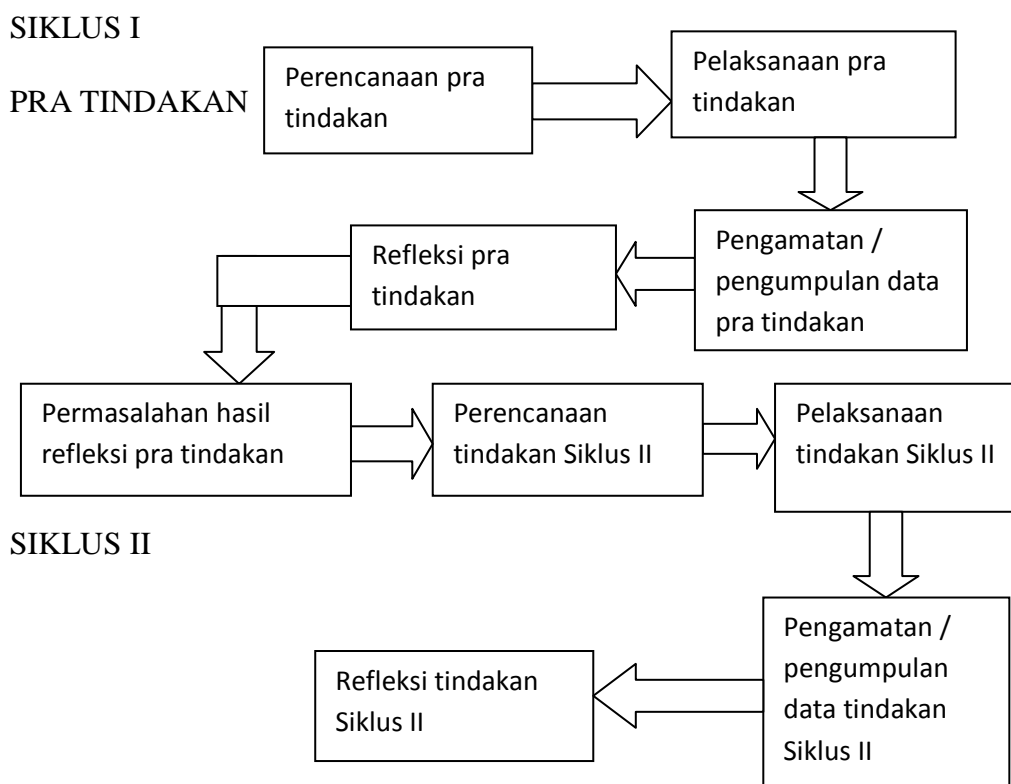 SIKLUS I
PRA TINDAKAN
Perencanaan pra
tindakan
Pelaksanaan pra
tindakan
Pengamatan /
pengumpulan data
pra tindakan
Refleksi pra
tindakan
Permasalahan hasil
refleksi pra tindakan
Perencanaan
tindakan Siklus II
Pelaksanaan
tindakan Siklus II
SIKLUS II
Pengamatan /
pengumpulan
data tindakan
Siklus II
Refleksi tindakan
Siklus II